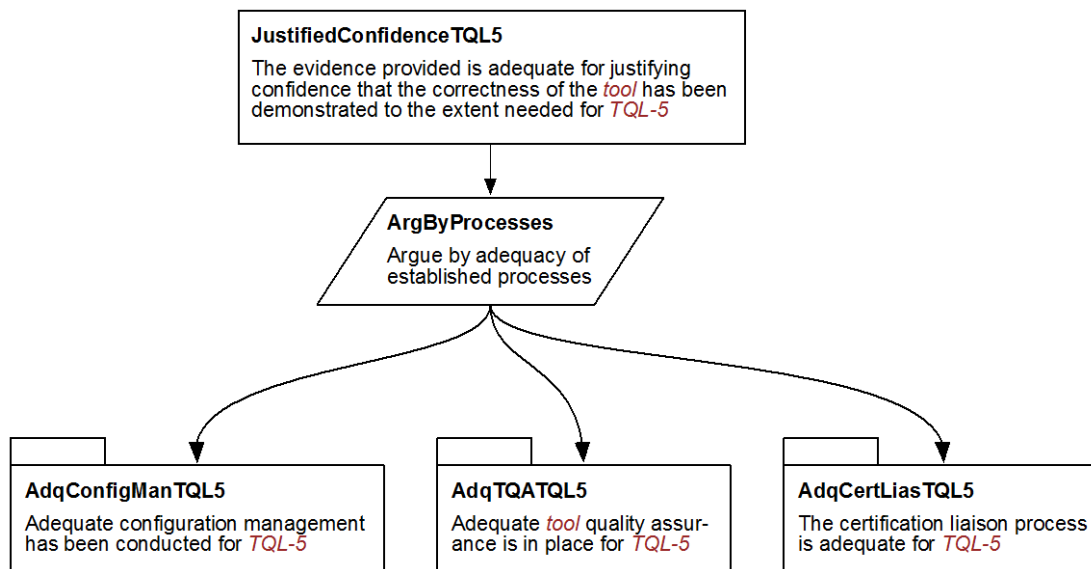 JustifiedConfidenceTQL5
The evidence provided is adequate for justifying
confidence that the correctness of the tool has been
demonstrated to the extent needed for TQL-5
ArgByProcesses
Argue by adequacy of
established processes
AdqConfigManTQL5
Adequate configuration management
has been conducted for TQL-5
AdqTQATQL5
Adequate tool quality assur-
ance is in place for TQL-5
AdqCertLiasTQL5
The certification liaison process
is adequate for TQL-5